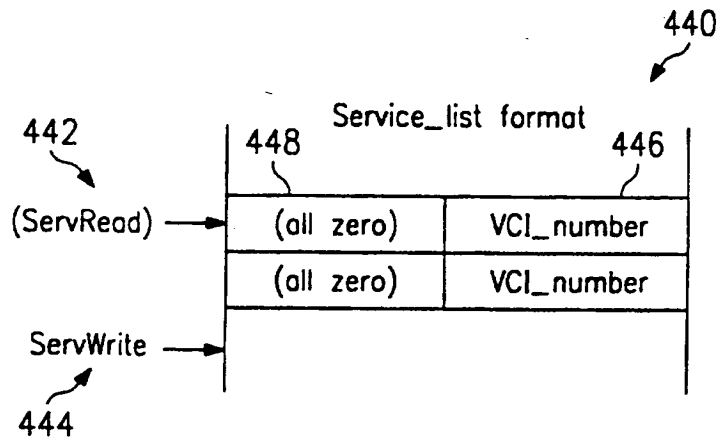 440
Service_list format
442
448
446
(ServRead)
(all zero)
VCI_number
(all zero)
VCI_number
ServWrite
444